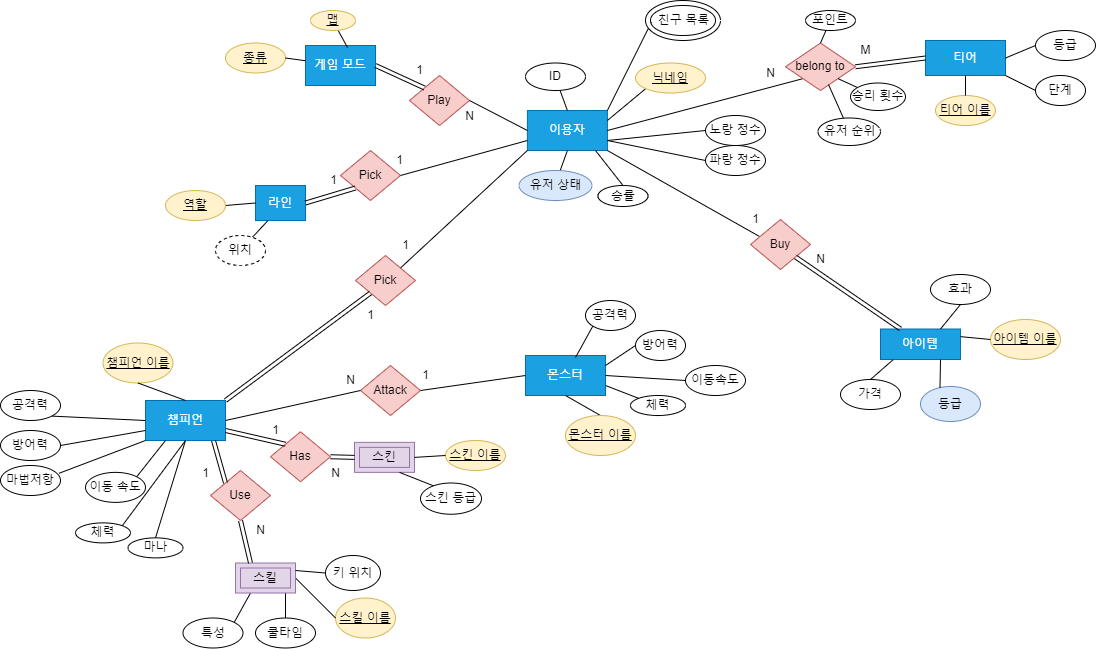 친구 목록
포인트
맵
종류
게임 모드
1
Play
N
ID
닉네임
이용자
노랑 정수
파랑 정수
유저 상태
승률
N
belong to
M
승리 횟수
유저 순위
티어
등급
단계
티어 이름
1
Pick
1
역할
라인
위치
1
Buy
N
1
Pick
1
효과
아이템
아이템 이름
가격
등급
공격력
방어력
몬스터
이동속도
체력
몬스터 이름
N
Attack
1
챔피언 이름
챔피언
공격력
방어력
마법저항
이동 속도
체력
마나
1
Has
N
스킨
스킨 이름
스킨 등급
1
Use
N
스킬
키 위치
스킬 이름
특성
쿨타임